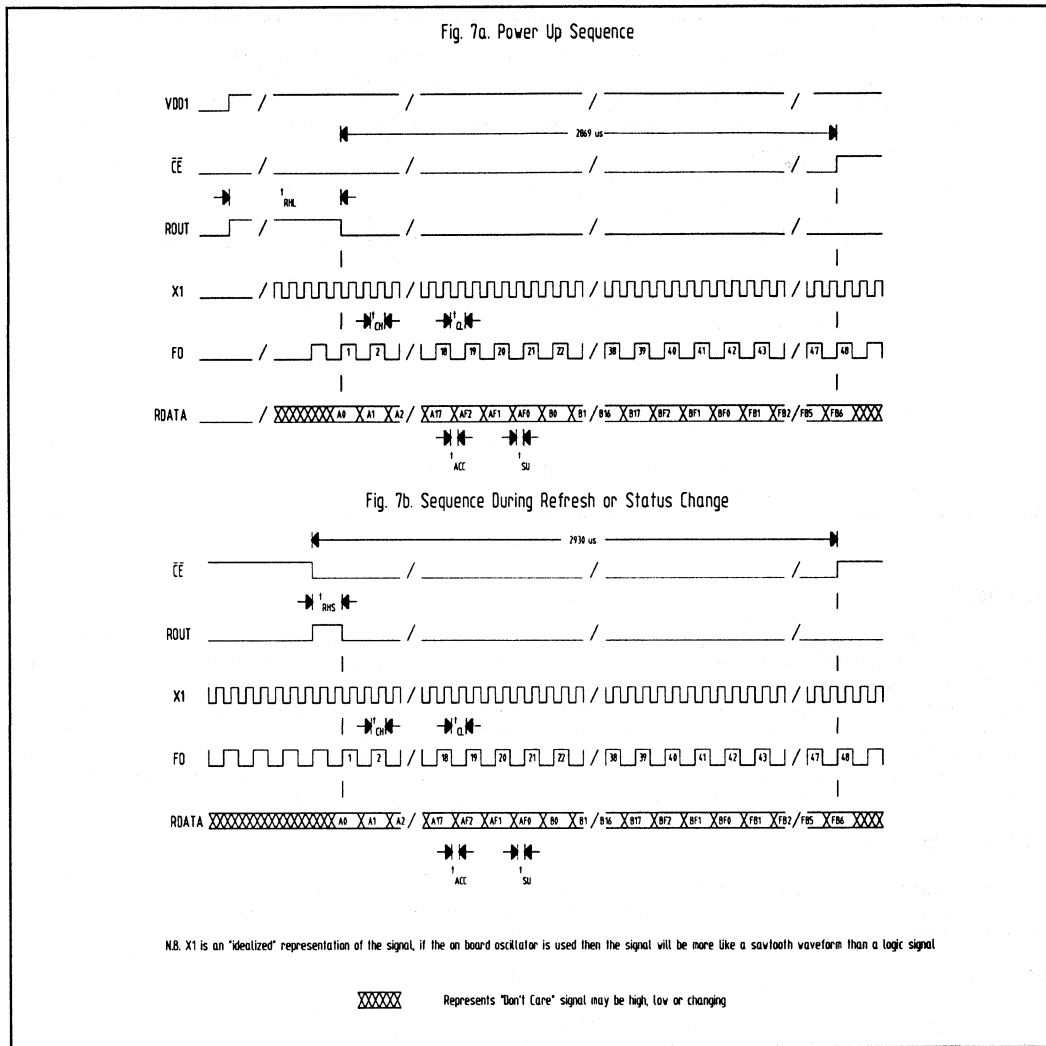 Fig. 7a. Power Up Sequence
VDD1
2869 us
CE
t RHL
ROUT
X1
t CH t CL
FO 1 2 18 19 20 21 22 38 39 40 41 42 43 47 48
RDATA A0 A1 A2 A17 AF2 AF1 AF0 B0 B1 B16 B17 BF2 BF1 BF0 FB1 FB2 FB5 FB6
t ACC t SU
Fig. 7b. Sequence During Refresh or Status Change
2930 us
CE
t RHS
ROUT
X1
t CH t CL
FO 1 2 18 19 20 21 22 38 39 40 41 42 43 47 48
RDATA A0 A1 A2 A17 AF2 AF1 AF0 B0 B1 B16 B17 BF2 BF1 BF0 FB1 FB2 FB5 FB6
t ACC t SU
N.B. X1 is an "idealized" representation of the signal, if the on board oscillator is used then the signal will be more like a sawtooth waveform than a logic signal
Represents "Don't Care" signal may be high, low or changing